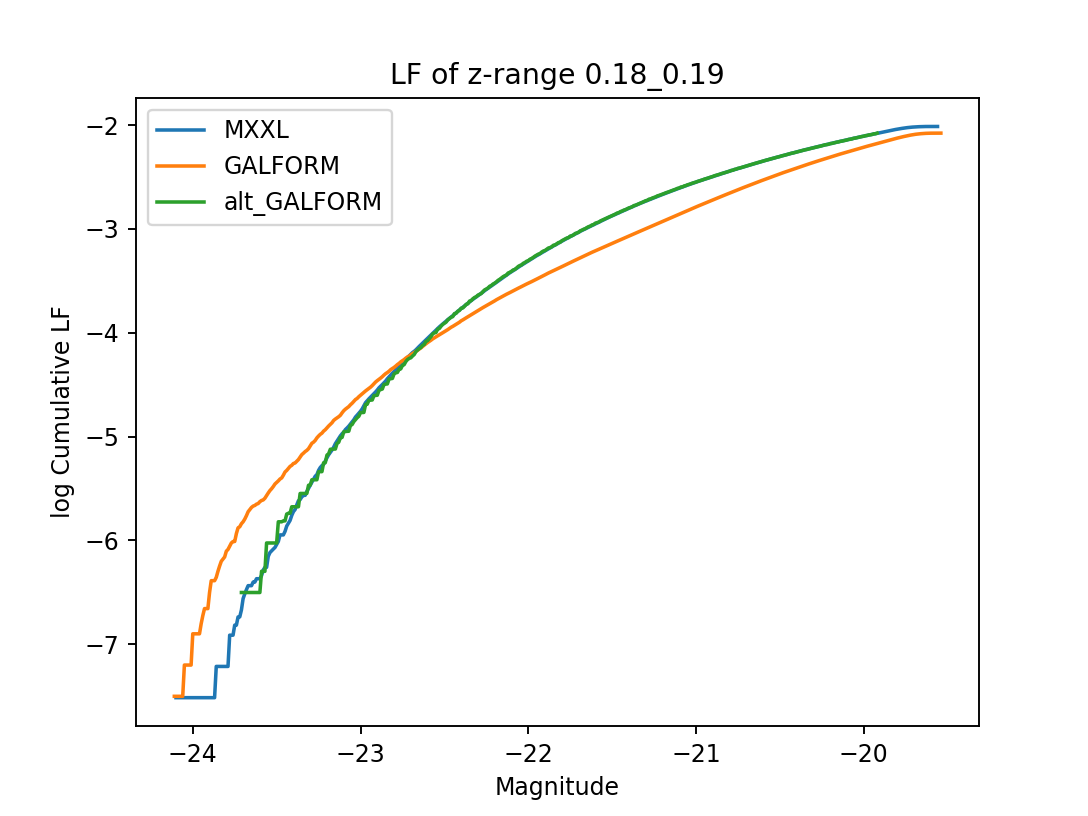 LF of z-range 0.18_0.19
MXXL
GALFORM
alt_GALFORM
log Cumulative LF
−2
−3
−4
−5
−6
−7
−24
−23
−22
−21
−20
Magnitude